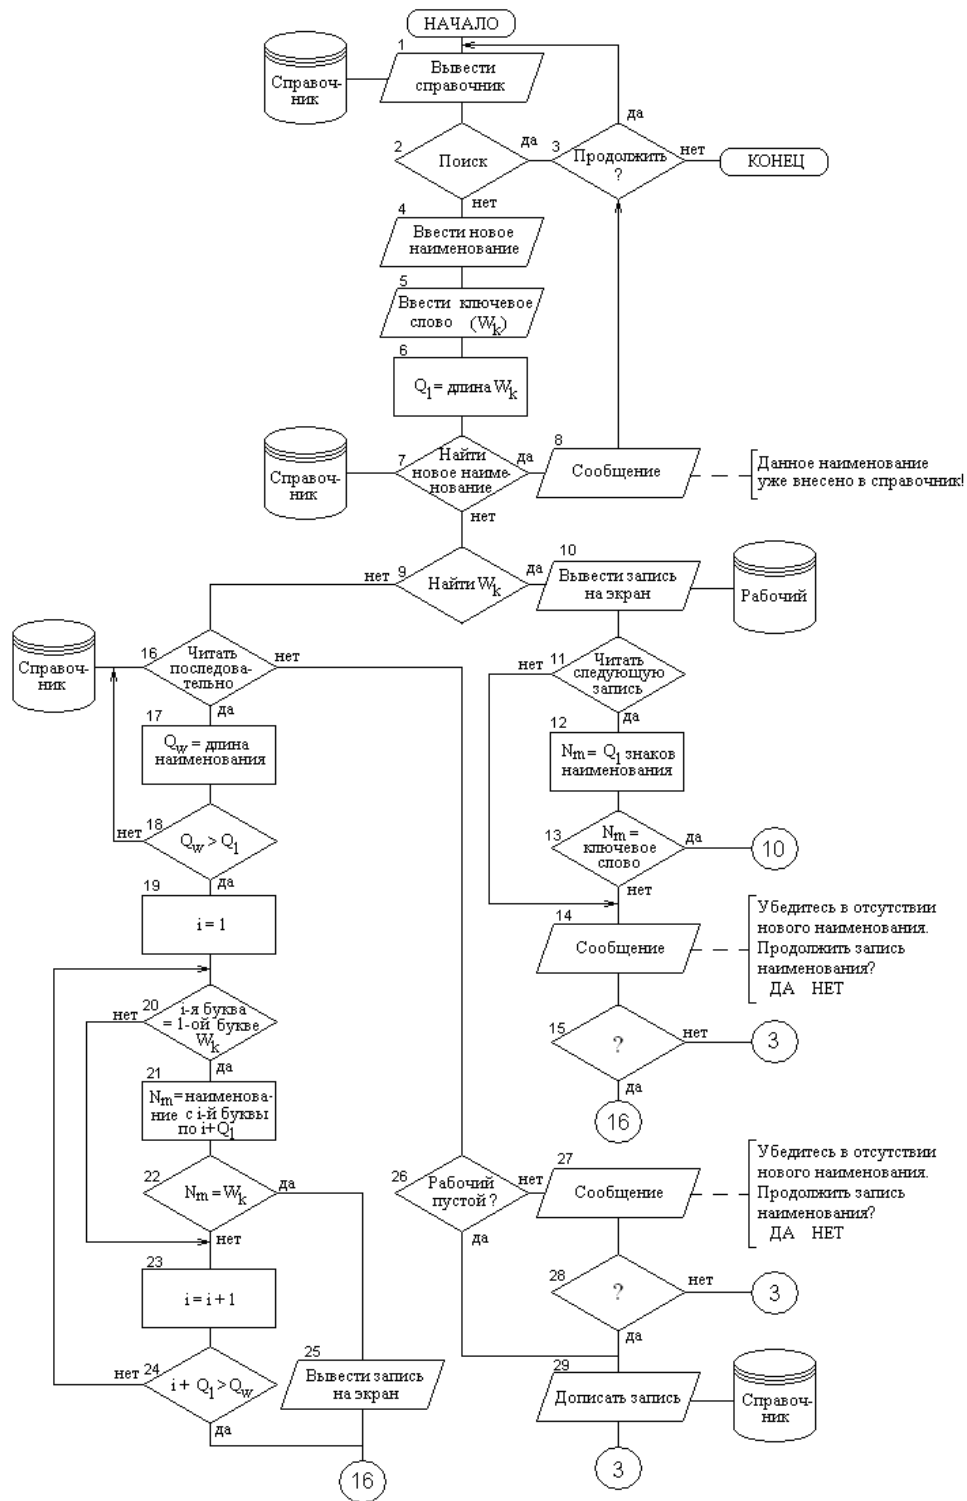 НАЧАЛО
1
Вывести
справочник
Справоч-
ник
2
Поиск
да
нет
3
Продолжить
?
да
нет
КОНЕЦ
4
Ввести новое
наименование
5
Ввести ключевое
слово (Wk)
6
Q1 = длина Wk
7
Найти
новое наиме-
нование
да
нет
Справоч-
ник
8
Сообщение
Данное наименование
уже внесено в справочник!
9
Найти Wk
нет
да
10
Вывести запись
на экран
Рабочий
11
Читать
следующую
запись
нет
да
12
Nm = Q1 знаков
наименования
13
Nm =
ключевое
слово
да
10
нет
14
Сообщение
Убедитесь в отсутствии
нового наименования.
Продолжить запись
наименования?
ДА НЕТ
15
?
нет
3
да
16
Справоч-
ник
16
Читать
последова-
тельно
нет
да
17
Qw = длина
наименования
18
Qw > Q1
нет
да
19
i = 1
20
i-я буква
= 1-ой букве
Wk
нет
да
21
Nm = наименова-
ние с i-й буквы
по i+Q1
22
Nm = Wk
да
нет
23
i = i + 1
24
i + Q1 > Qw
нет
да
25
Вывести запись
на экран
16
26
Рабочий
пустой ?
нет
да
27
Сообщение
Убедитесь в отсутствии
нового наименования.
Продолжить запись
наименования?
ДА НЕТ
28
?
нет
3
да
29
Дописать запись
Справоч-
ник
3